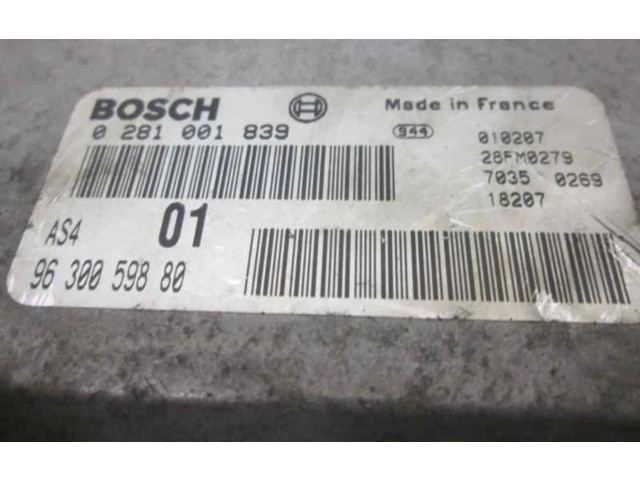 BOSCH Made in France
0 281 001 839 944 010207
28FM0279
7035 0269
18207
AS4 01
96 300 598 80